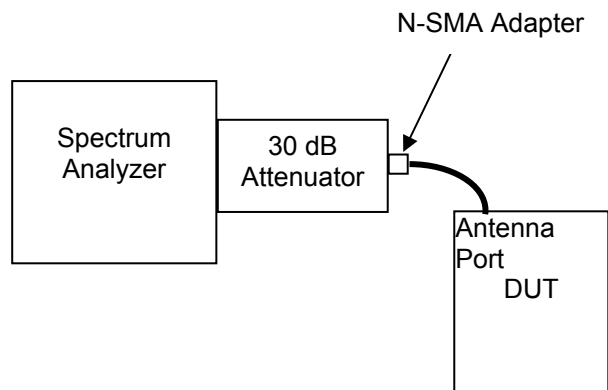 N-SMA Adapter
Spectrum
Analyzer
30 dB
Attenuator
Antenna
Port
DUT